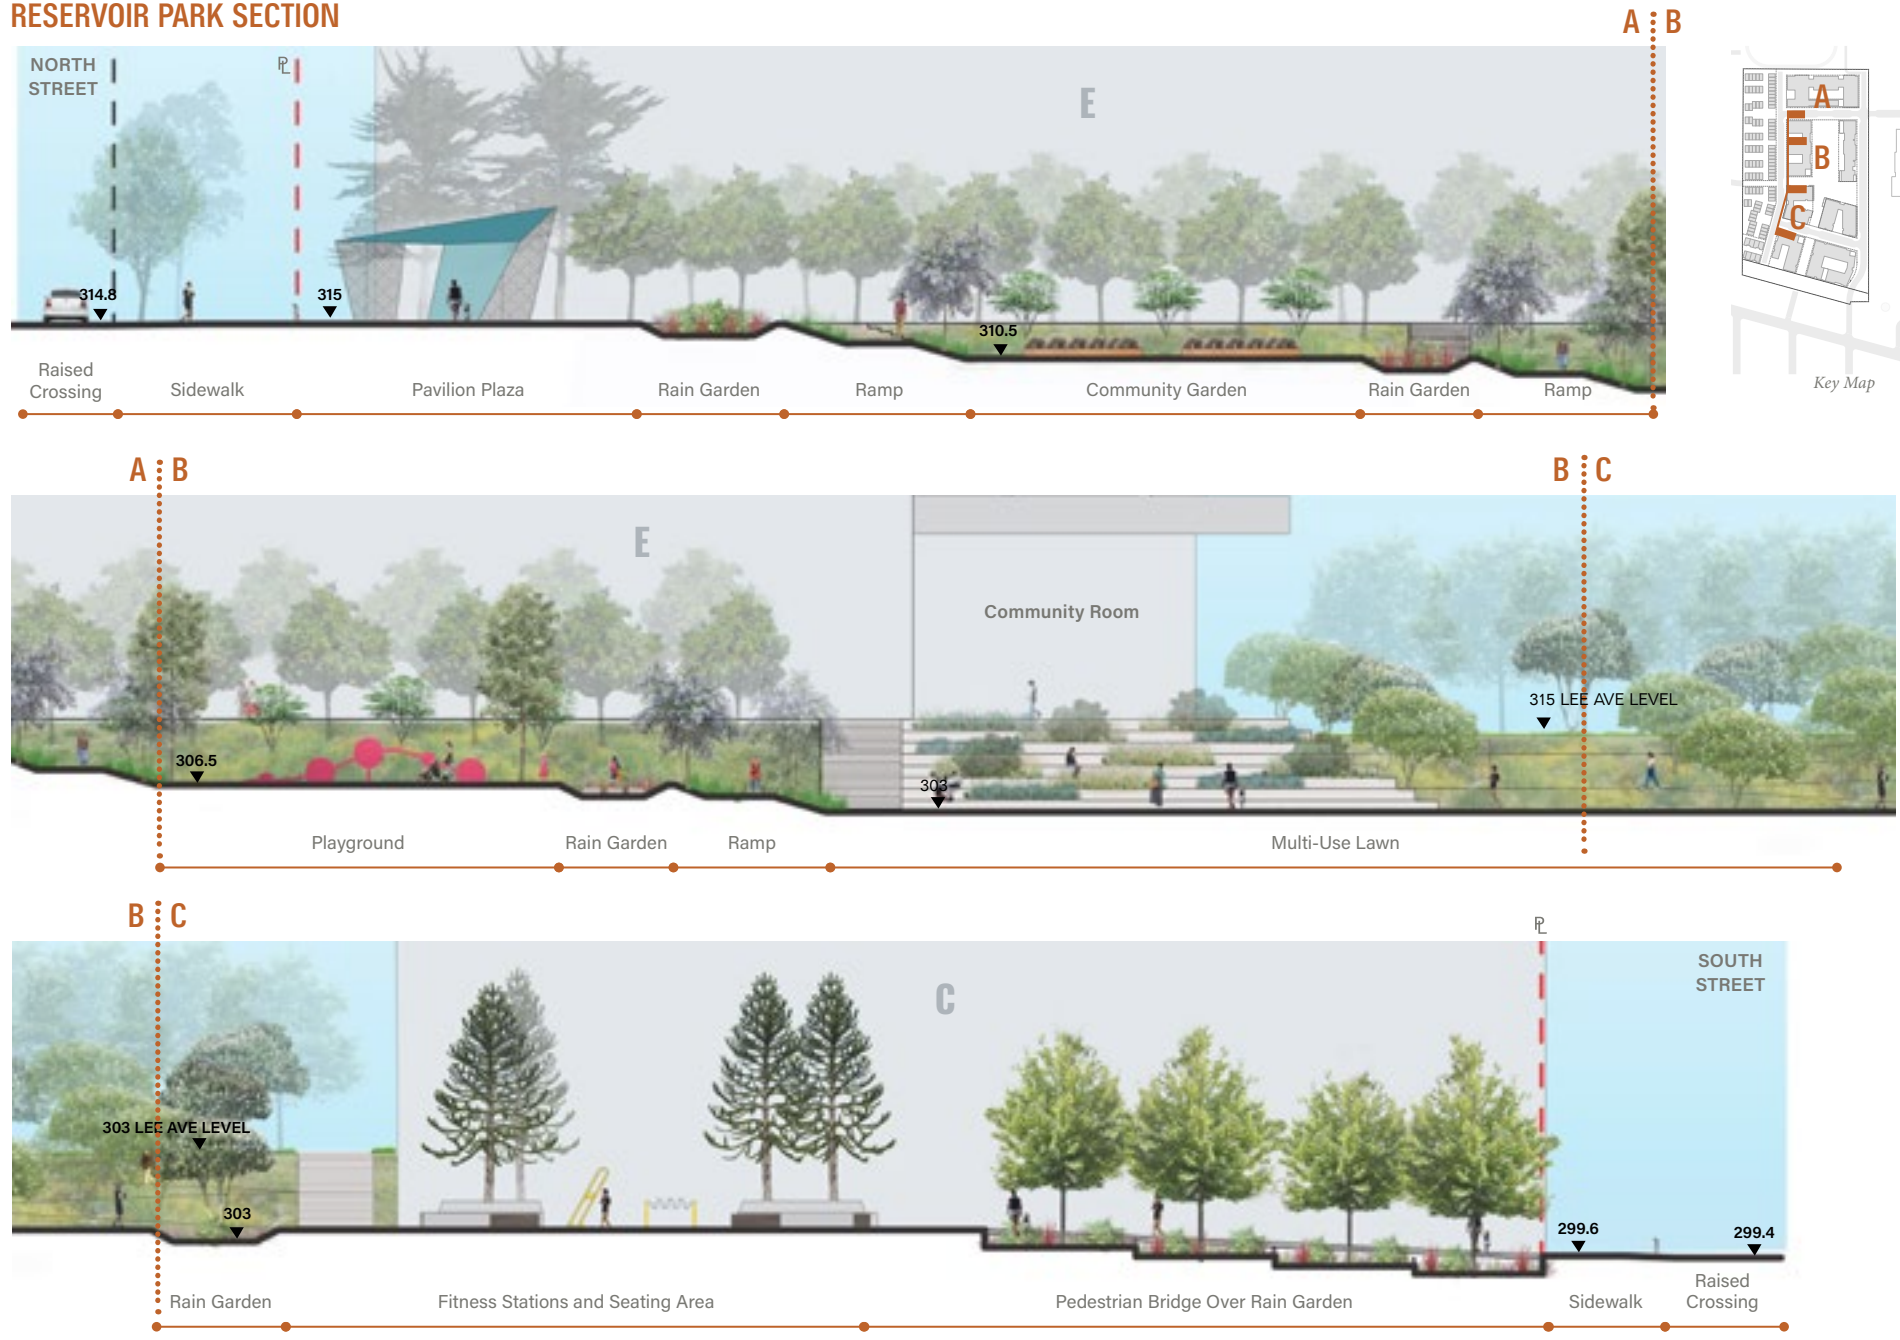 RESERVOIR PARK SECTION
A B
NORTH
STREET
PL
E
A
B
C
314.8
315
310.5
Raised
Crossing
Sidewalk
Pavilion Plaza
Rain Garden
Ramp
Community Garden
Rain Garden
Ramp
Key Map
A B
B C
E
Community Room
315 LEE AVE LEVEL
306.5
303
Playground
Rain Garden
Ramp
Multi-Use Lawn
B C
PL
SOUTH
STREET
C
303 LEE AVE LEVEL
303
299.6
299.4
Rain Garden
Fitness Stations and Seating Area
Pedestrian Bridge Over Rain Garden
Sidewalk
Raised
Crossing